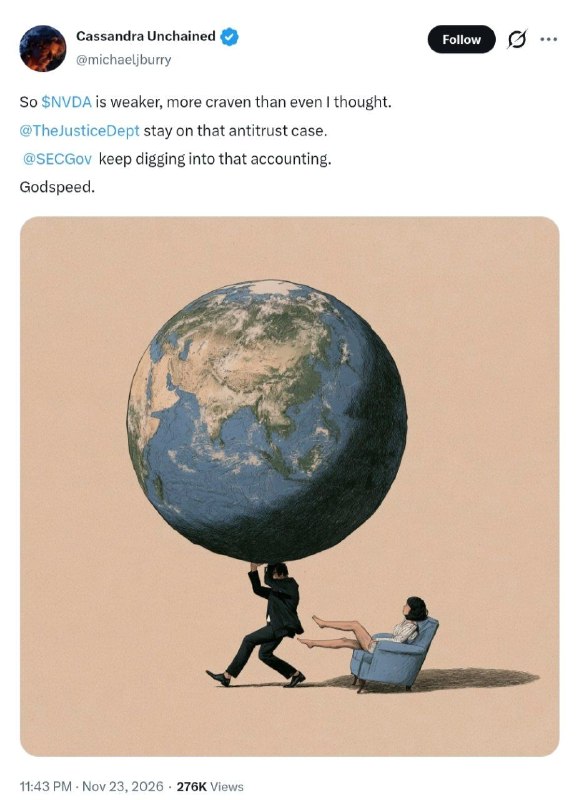 Cassandra Unchained
@michaeljburry
Follow
So $NVDA is weaker, more craven than even I thought.
@TheJusticeDept stay on that antitrust case.
@SECGov keep digging into that accounting.
Godspeed.
11:43 PM · Nov 23, 2026 · 276K Views